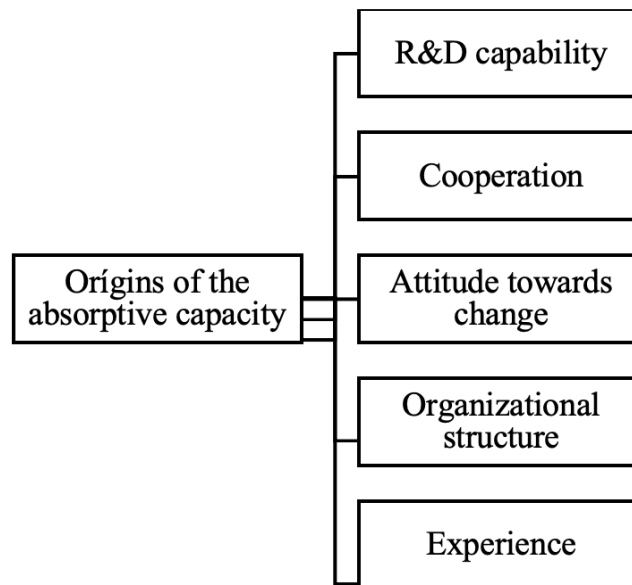 R&D capability
Cooperation
Orígins of the
absorptive capacity
Attitude towards
change
Organizational
structure
Experience